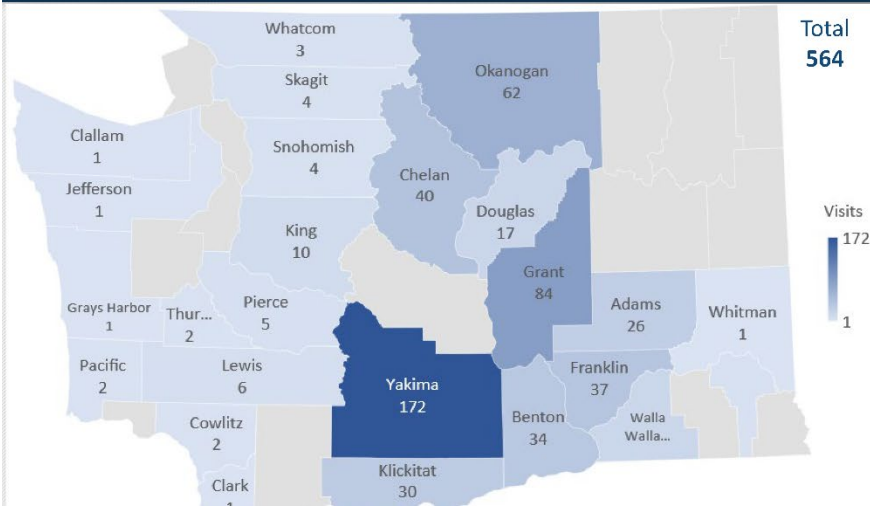 Total
564
Whatcom
3
Okanogan
62
Skagit
4
Clallam
1
Snohomish
4
Chelan
40
Jefferson
1
Douglas
17
King
10
Visits
172
1
Grant
84
Grays Harbor
1
Thur...
2
Pierce
5
Adams
26
Whitman
1
Pacific
2
Lewis
6
Yakima
172
Franklin
37
Cowlitz
2
Benton
34
Walla
Walla...
Klickitat
30
Clark